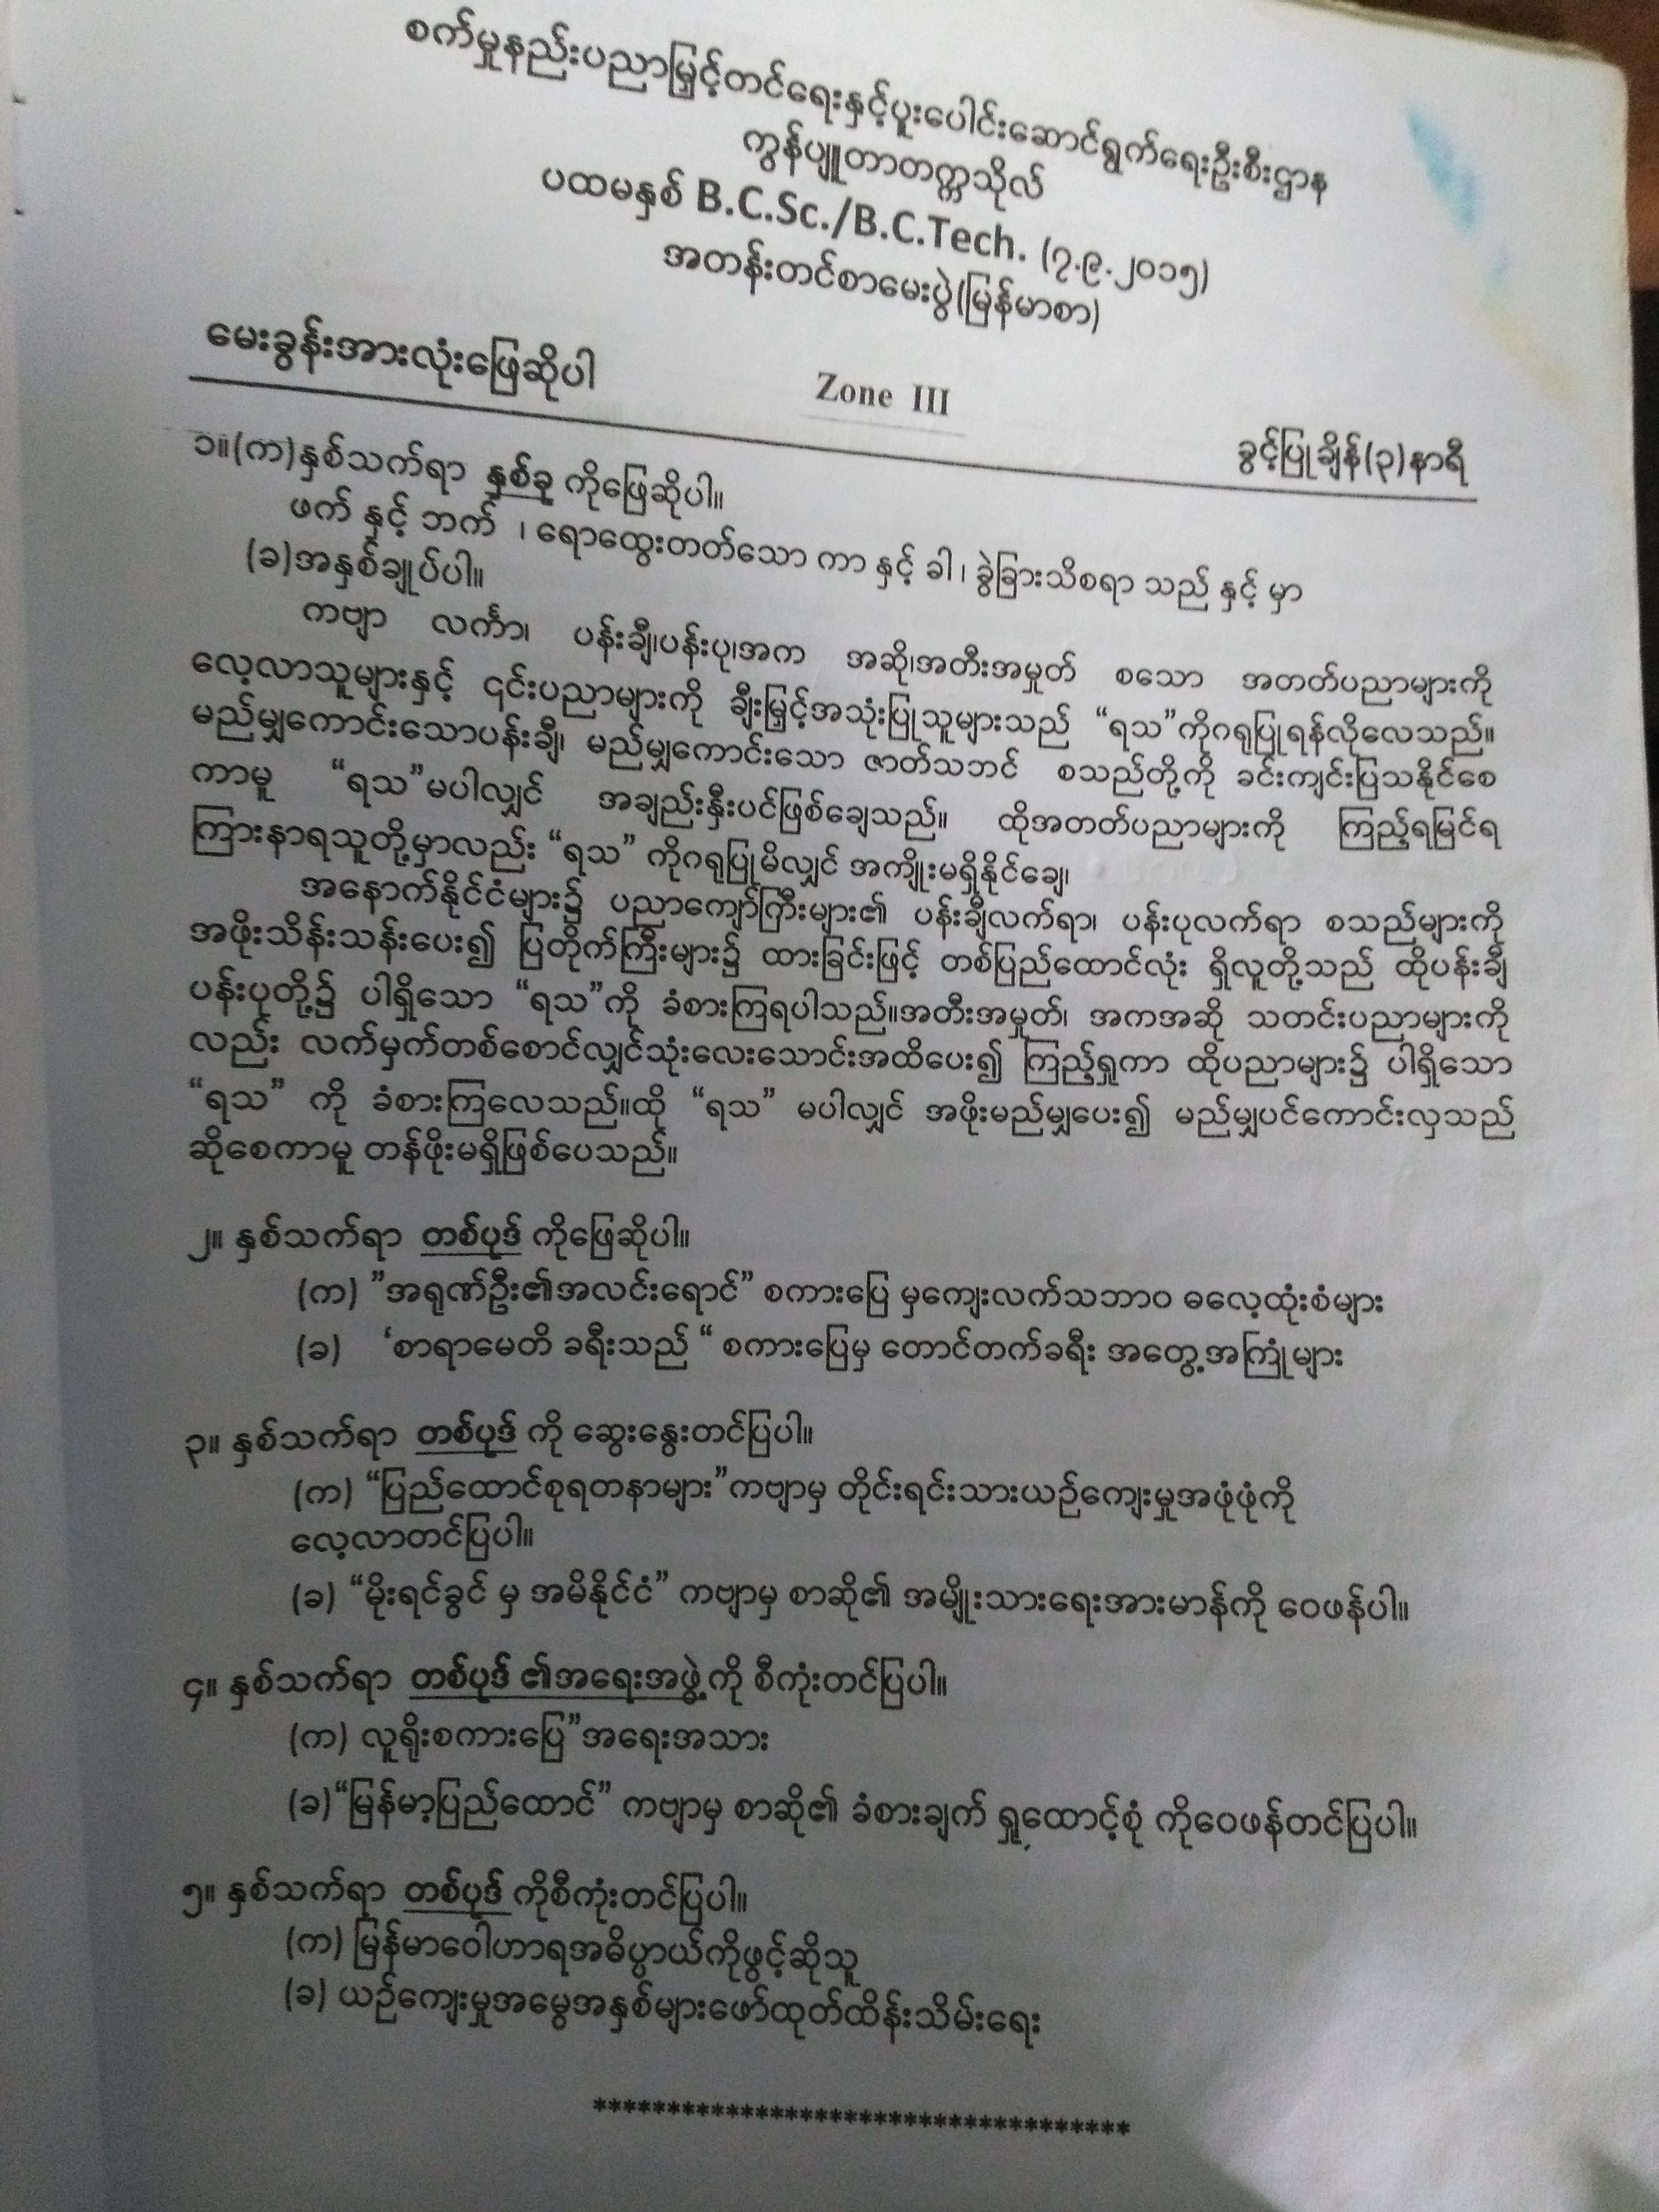 စက်မှုနည်းပညာမြှင့်တင်ရေးနှင့်ပူးပေါင်းဆောင်ရွက်ရေးဦးစီးဌာန
ကွန်ပျူတာတက္ကသိုလ်
ပထမနှစ် B.C.Sc./B.C.Tech. (၇.၉.၂၀၁၅)
အတန်းတင်စာမေးပွဲ(မြန်မာစာ)
Zone III
မေးခွန်းအားလုံးဖြေဆိုပါ ခွင့်ပြုချိန်(၃)နာရီ
၁။(က)နှစ်သက်ရာ နှစ်ခု ကိုဖြေဆိုပါ။
ဖက် နှင့် ဘက် ၊ ရောထွေးတတ်သော ကာ နှင့် ခါ ၊ ခွဲခြားသိစရာ သည် နှင့် မှာ
(ခ)အနှစ်ချုပ်ပါ။
ကဗျာ လင်္ကာ၊ ပန်းချီ၊ပန်းပု၊အက အဆို၊အတီးအမှုတ် စသော အတတ်ပညာများကို
လေ့လာသူများနှင့် ၎င်းပညာများကို ချီးမြှင့်အသုံးပြုသူများသည် “ရသ”ကိုဂရုပြုရန်လိုလေသည်။
မည်မျှကောင်းသောပန်းချီ၊ မည်မျှကောင်းသော ဇာတ်သဘင် စသည်တို့ကို ခင်းကျင်းပြသနိုင်စေ
ကာမူ “ရသ”မပါလျှင် အချည်းနှီးပင်ဖြစ်ချေသည်။ ထိုအတတ်ပညာများကို ကြည့်ရမြင်ရ
ကြားနာရသူတို့မှာလည်း “ရသ” ကိုဂရုပြုမိလျှင် အကျိုးမရှိနိုင်ချေ၊
အနောက်နိုင်ငံများ၌ ပညာကျော်ကြီးများ၏ ပန်းချီလက်ရာ၊ ပန်းပုလက်ရာ စသည်များကို
အဖိုးသိန်းသန်းပေး၍ ပြတိုက်ကြီးများ၌ ထားခြင်းဖြင့် တစ်ပြည်ထောင်လုံး ရှိလူတို့သည် ထိုပန်းချီ
ပန်းပုတို့၌ ပါရှိသော “ရသ”ကို ခံစားကြရပါသည်။အတီးအမှုတ်၊ အကအဆို သတင်းပညာများကို
လည်း လက်မှက်တစ်စောင်လျှင်သုံးလေးသောင်းအထိပေး၍ ကြည့်ရှုကာ ထိုပညာများ၌ ပါရှိသော
“ရသ” ကို ခံစားကြလေသည်။ထို “ရသ” မပါလျှင် အဖိုးမည်မျှပေး၍ မည်မျှပင်ကောင်းလှသည်
ဆိုစေကာမူ တန်ဖိုးမရှိဖြစ်ပေသည်။
၂။ နှစ်သက်ရာ တစ်ပုဒ် ကိုဖြေဆိုပါ။
(က) ”အရုဏ်ဦး၏အလင်းရောင်” စကားပြေ မှကျေးလက်သဘာဝ ဓလေ့ထုံးစံများ
(ခ) ‘စာရာမေတိ ခရီးသည် “ စကားပြေမှ တောင်တက်ခရီး အတွေ့အကြုံများ
၃။ နှစ်သက်ရာ တစ်ပုဒ် ကို ဆွေးနွေးတင်ပြပါ။
(က) “ပြည်ထောင်စုရတနာများ”ကဗျာမှ တိုင်းရင်းသားယဉ်ကျေးမှုအဖုံဖုံကို
လေ့လာတင်ပြပါ။
(ခ) “မိုးရင်ခွင် မှ အမိနိုင်ငံ” ကဗျာမှ စာဆို၏ အမျိုးသားရေးအားမာန်ကို ဝေဖန်ပါ။
၄။ နှစ်သက်ရာ တစ်ပုဒ် ၏အရေးအဖွဲ့ကို စီကုံးတင်ပြပါ။
(က) လူရိုးစကားပြေ”အရေးအသား
(ခ)“မြန်မာ့ပြည်ထောင်” ကဗျာမှ စာဆို၏ ခံစားချက် ရှုထောင့်စုံ ကိုဝေဖန်တင်ပြပါ။
၅။ နှစ်သက်ရာ တစ်ပုဒ် ကိုစီကုံးတင်ပြပါ။
(က) မြန်မာဝေါဟာရအဓိပ္ပာယ်ကိုဖွင့်ဆိုသူ
(ခ) ယဉ်ကျေးမှုအမွေအနှစ်များဖော်ထုတ်ထိန်းသိမ်းရေး
************************************